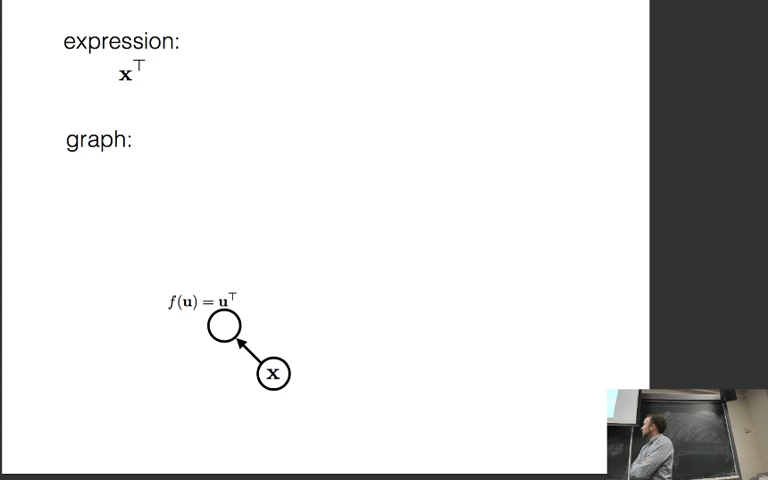 expression:
𝐱⊤
graph:
f(𝐮) = 𝐮⊤
𝐱